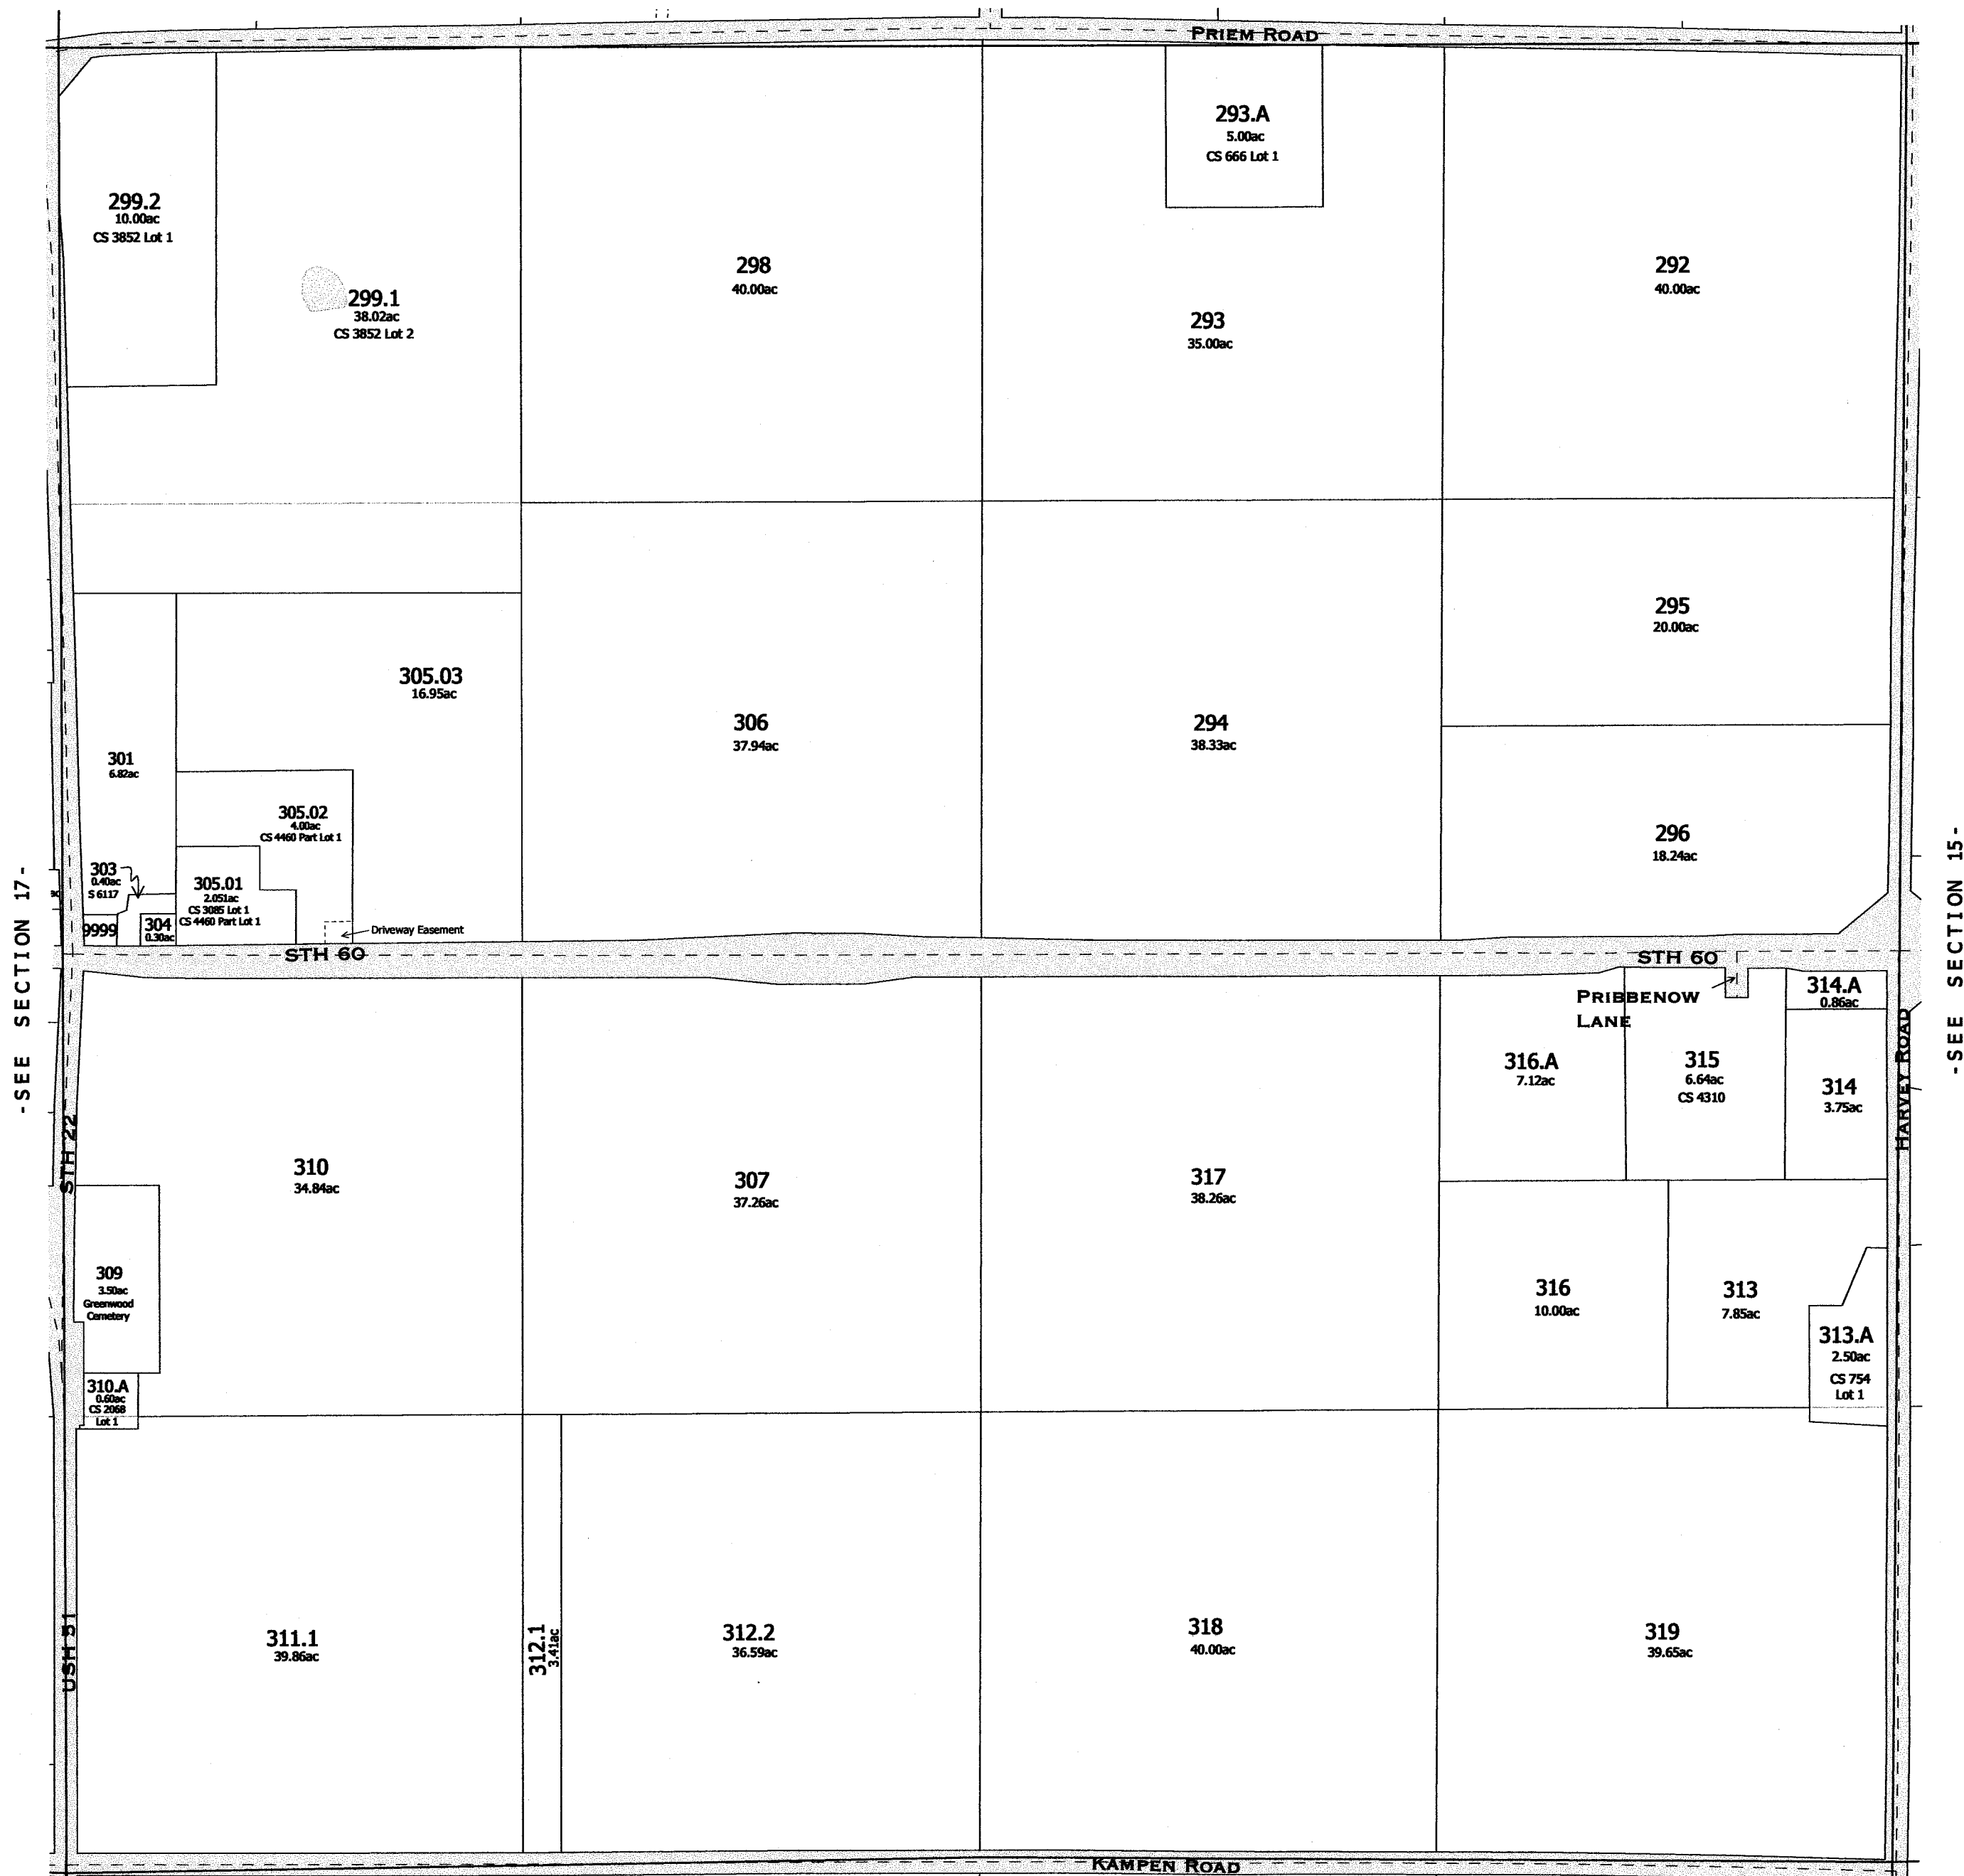 PRIEM ROAD
293.A
5.00ac
CS 666 Lot 1
299.2
10.00ac
CS 3852 Lot 1
299.1
38.02ac
CS 3852 Lot 2
298
40.00ac
293
35.00ac
292
40.00ac
295
20.00ac
305.03
16.95ac
301
6.82ac
306
37.94ac
294
38.33ac
305.02
4.00ac
CS 4460 Part Lot 1
296
18.24ac
303
0.40ac
S 6117
305.01
2.051ac
CS 3085 Lot 1
CS 4460 Part Lot 1
9999
304
0.30ac
Driveway Easement
-SEE SECTION 17-
-SEE SECTION 15-
STH 60
STH 60
PRIBBENOW
LANE
314.A
0.86ac
HARVEY ROAD
316.A
7.12ac
315
6.64ac
CS 4310
314
3.75ac
STH 22
310
34.84ac
307
37.26ac
317
38.26ac
309
3.50ac
Greenwood
Cemetery
316
10.00ac
313
7.85ac
313.A
2.50ac
CS 754
Lot 1
310.A
0.60ac
CS 2068
Lot 1
USH 51
311.1
39.86ac
312.1
3.41ac
312.2
36.59ac
318
40.00ac
319
39.65ac
KAMPEN ROAD